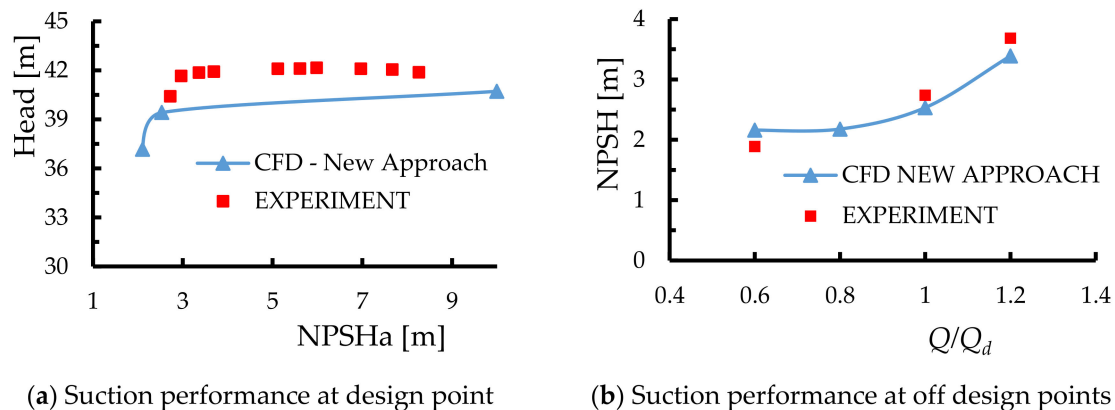 Head [m]
45
42
39
36
33
30
CFD - New Approach
EXPERIMENT
1 3 5 7 9
NPSHa [m]
(a) Suction performance at design point
NPSH [m]
4
3
2
1
0
CFD NEW APPROACH
EXPERIMENT
0.4 0.6 0.8 1 1.2 1.4
Q/Qd
(b) Suction performance at off design points